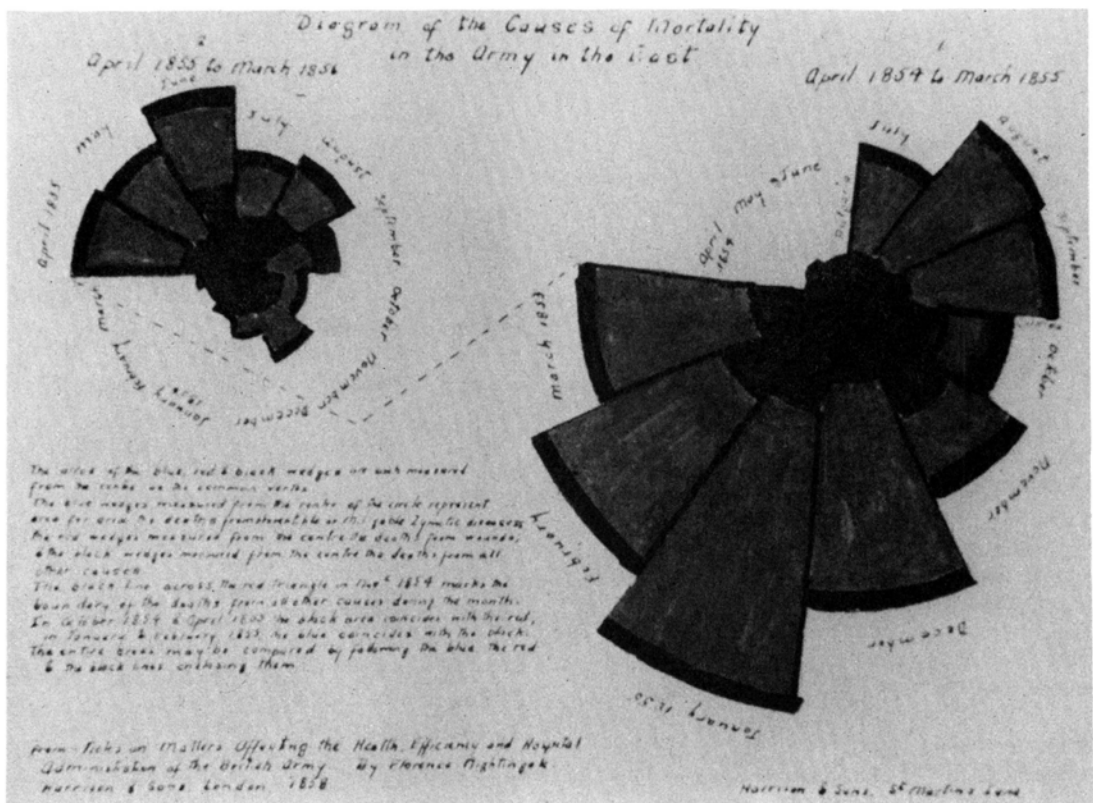 Diagram of the Causes of Mortality
in the Army in the East
2
April 1855 to March 1856
1
April 1854 to March 1855
April 1855
May
June
July
August
September
October
November
December
January
February
March
April
1854
May
June
July
August
September
October
November
December
January
February
March 1855
The areas of the blue, red & black wedges are each measured
from the centre as the common vertex
The blue wedges measured from the centre of the circle represent
area for area the deaths from Zymotic diseases
the red wedges measured from the centre the deaths from wounds,
& the black wedges measured from the centre the deaths from all
other causes
The black line across the red triangle in 1854 marks the
boundary of the deaths from all other causes during the month.
In October 1854 & April 1855 the black area coincides with the red,
in January & February 1855, the blue coincides with the black.
The entire areas may be compared by following the blue, the red
& the black lines enclosing them
from Notes on Matters Affecting the Health, Efficiency and Hospital
Administration of the British Army By Florence Nightingale
Harrison & Sons London, 1858
Harrison & Sons, St Martins Lane